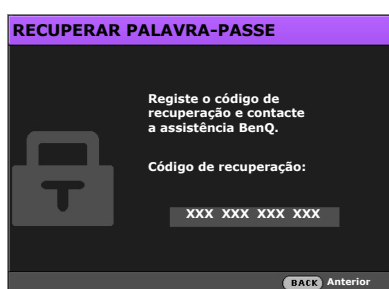 RECUPERAR PALAVRA-PASSE
Registe o código de
recuperação e contacte
a assistência BenQ.
Código de recuperação:
XXX XXX XXX XXX
BACK Anterior